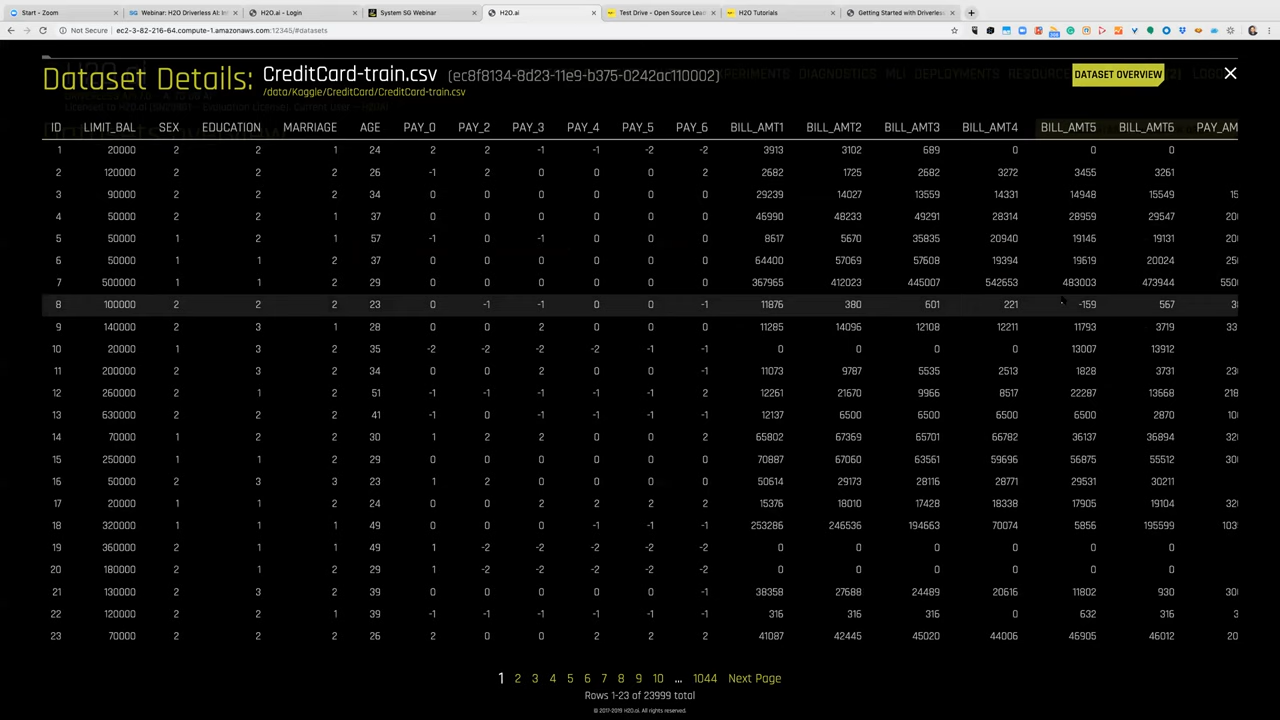 Start - Zoom
Webinar: H2O Driverless AI: In
H2O.ai - Login
System SG Webinar
H2O.ai
Test Drive - Open Source Lea
H2O Tutorials
Getting Started with Driverles
Not Secure ec2-3-82-216-64.compute-1.amazonaws.com:12345/#datasets
Dataset Details: CreditCard-train.csv (ec8f8134-8d23-11e9-b375-0242ac110002)
/data/Kaggle/CreditCard/CreditCard-train.csv
DATASET OVERVIEW
ID LIMIT_BAL SEX EDUCATION MARRIAGE AGE PAY_0 PAY_2 PAY_3 PAY_4 PAY_5 PAY_6 BILL_AMT1 BILL_AMT2 BILL_AMT3 BILL_AMT4 BILL_AMT5 BILL_AMT6 PAY_AM
1 20000 2 2 1 24 2 2 -1 -1 -2 -2 3913 3102 689 0 0 0
2 120000 2 2 2 26 -1 2 0 0 0 2 2682 1725 2682 3272 3455 3261
3 90000 2 2 2 34 0 0 0 0 0 0 29239 14027 13559 14331 14948 15549 15
4 50000 2 2 1 37 0 0 0 0 0 0 46990 48233 49291 28314 28959 29547 20
5 50000 1 2 1 57 -1 0 -1 0 0 0 8617 5670 35835 20940 19146 19131 20
6 50000 1 1 2 37 0 0 0 0 0 0 64400 57069 57608 19394 19619 20024 25
7 500000 1 1 2 29 0 0 0 0 0 0 367965 412023 445007 542653 483003 473944 550
8 100000 2 2 2 23 0 -1 -1 0 0 -1 11876 380 601 221 -159 567 3
9 140000 2 3 1 28 0 0 2 0 0 0 11285 14096 12108 12211 11793 3719 33
10 20000 1 3 2 35 -2 -2 -2 -2 -1 -1 0 0 0 0 13007 13912
11 200000 2 3 2 34 0 0 2 0 0 -1 11073 9787 5535 2513 1828 3731 23
12 260000 2 1 2 51 -1 -1 -1 -1 -1 2 12261 21670 9966 8517 22287 13668 218
13 630000 2 2 2 41 -1 0 -1 -1 -1 -1 12137 6500 6500 6500 6500 2870 10
14 70000 1 2 2 30 1 2 2 0 0 2 65802 67369 65701 66782 36137 36894 32
15 250000 1 1 2 29 0 0 0 0 0 0 70887 67060 63561 59696 56875 55512 30
16 50000 2 3 3 23 1 2 0 0 0 0 50614 29173 28116 28771 29531 30211
17 20000 1 1 2 24 0 0 2 2 2 2 15376 18010 17428 18338 17905 19104 32
18 320000 1 1 1 49 0 0 0 -1 -1 -1 253286 246536 194663 70074 5856 195599 103
19 360000 2 1 1 49 1 -2 -2 -2 -2 -2 0 0 0 0 0 0
20 180000 2 1 2 29 1 -2 -2 -2 -2 -2 0 0 0 0 0 0
21 130000 2 3 2 39 0 0 0 0 0 -1 38358 27688 24489 20616 11802 930 30
22 120000 2 2 1 39 -1 -1 -1 -1 -1 -1 316 316 316 0 632 316 3
23 70000 2 2 2 26 2 0 0 2 2 2 41087 42445 45020 44006 46905 46012 20
1 2 3 4 5 6 7 8 9 10 ... 1044 Next Page
Rows 1-23 of 23999 total
© 2017-2019 H2O.ai. All rights reserved.